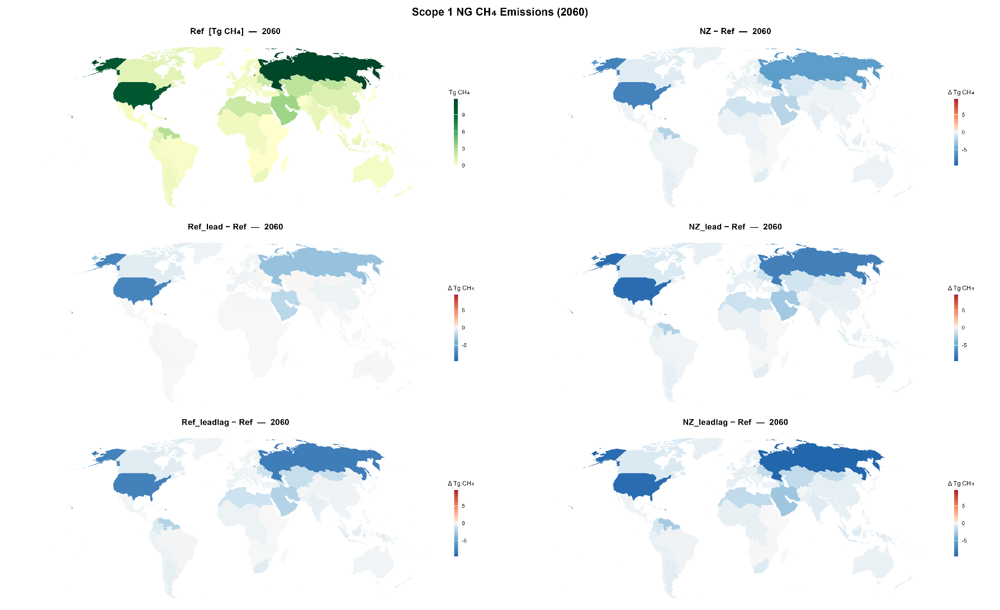 Scope 1 NG CH₄ Emissions (2060)
Ref [Tg CH₄] — 2060
NZ − Ref — 2060
Tg CH₄
9
6
3
0
Δ Tg CH₄
5
0
-5
Ref_lead − Ref — 2060
NZ_lead − Ref — 2060
Δ Tg CH₄
5
0
-5
Δ Tg CH₄
5
0
-5
Ref_leadlag − Ref — 2060
NZ_leadlag − Ref — 2060
Δ Tg CH₄
5
0
-5
Δ Tg CH₄
5
0
-5